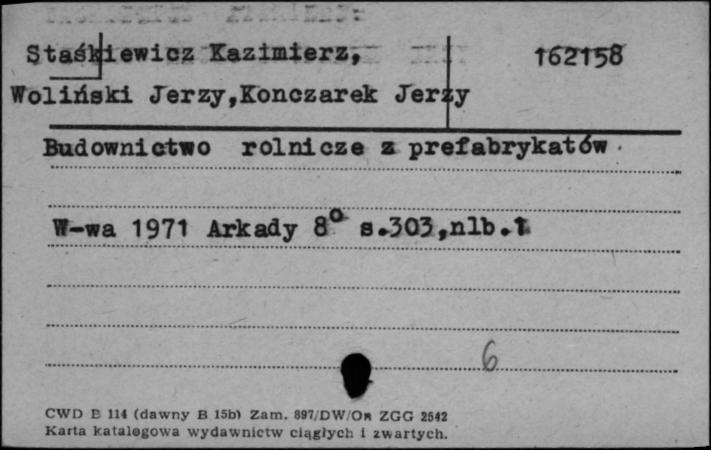 Staśkiewicz Kazimierz, 162158
Woliński Jerzy,Konczarek Jerzy
Budownictwo rolnicze z prefabrykatów.
W-wa 1971 Arkady 8° s.303,nlb.1
6
CWD B 114 (dawny B 15b) Zam. 897/DW/On ZGG 2542
Karta katalogowa wydawnictw ciągłych i zwartych.